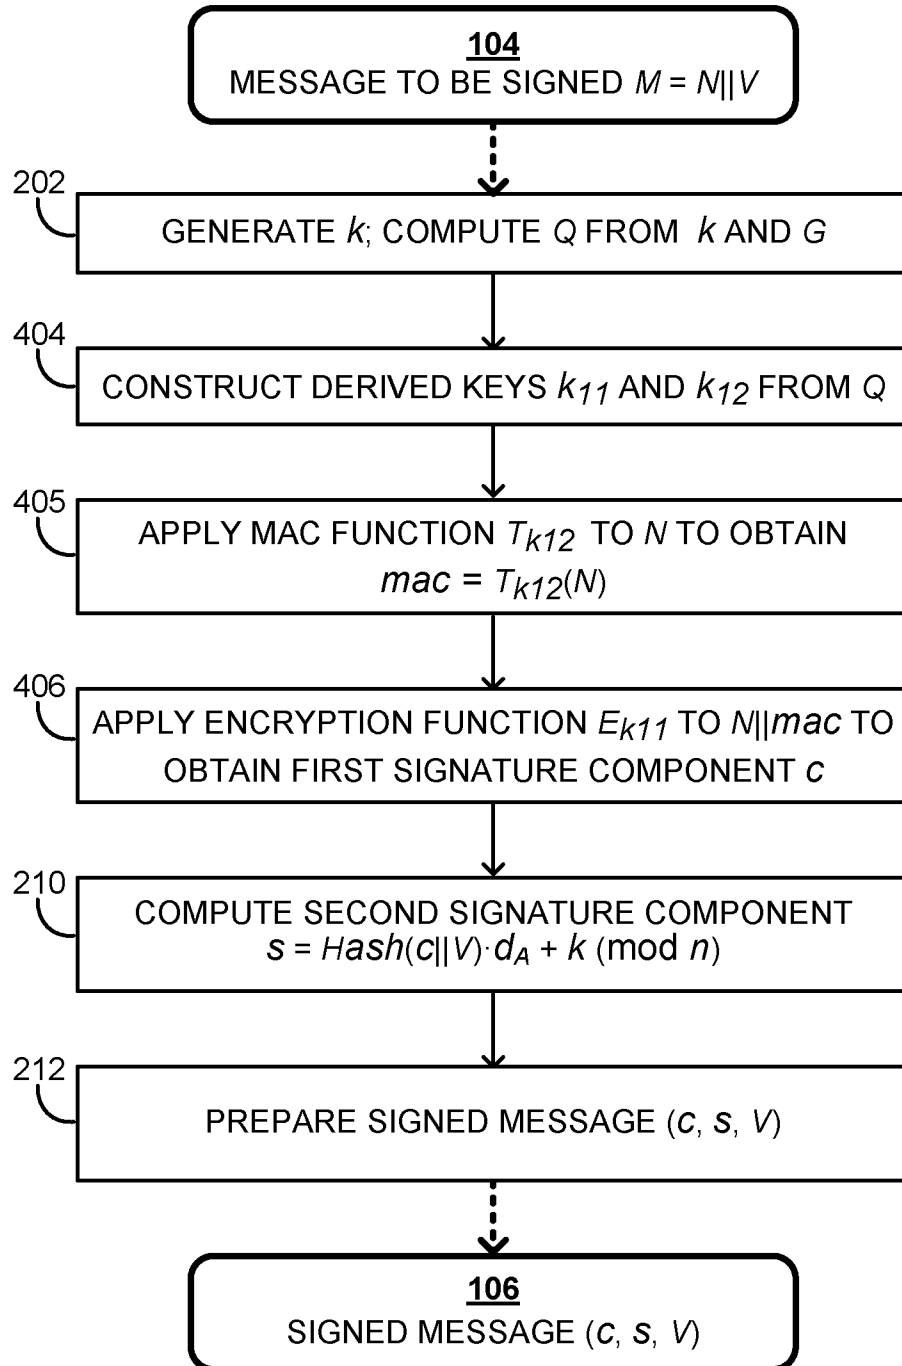 104
MESSAGE TO BE SIGNED M = N||V
202
GENERATE k; COMPUTE Q FROM k AND G
404
CONSTRUCT DERIVED KEYS k11 AND k12 FROM Q
405
APPLY MAC FUNCTION Tk12 TO N TO OBTAIN
mac = Tk12(N)
406
APPLY ENCRYPTION FUNCTION Ek11 TO N||mac TO
OBTAIN FIRST SIGNATURE COMPONENT c
210
COMPUTE SECOND SIGNATURE COMPONENT
s = Hash(c||V)·dA + k (mod n)
212
PREPARE SIGNED MESSAGE (c, s, V)
106
SIGNED MESSAGE (c, s, V)